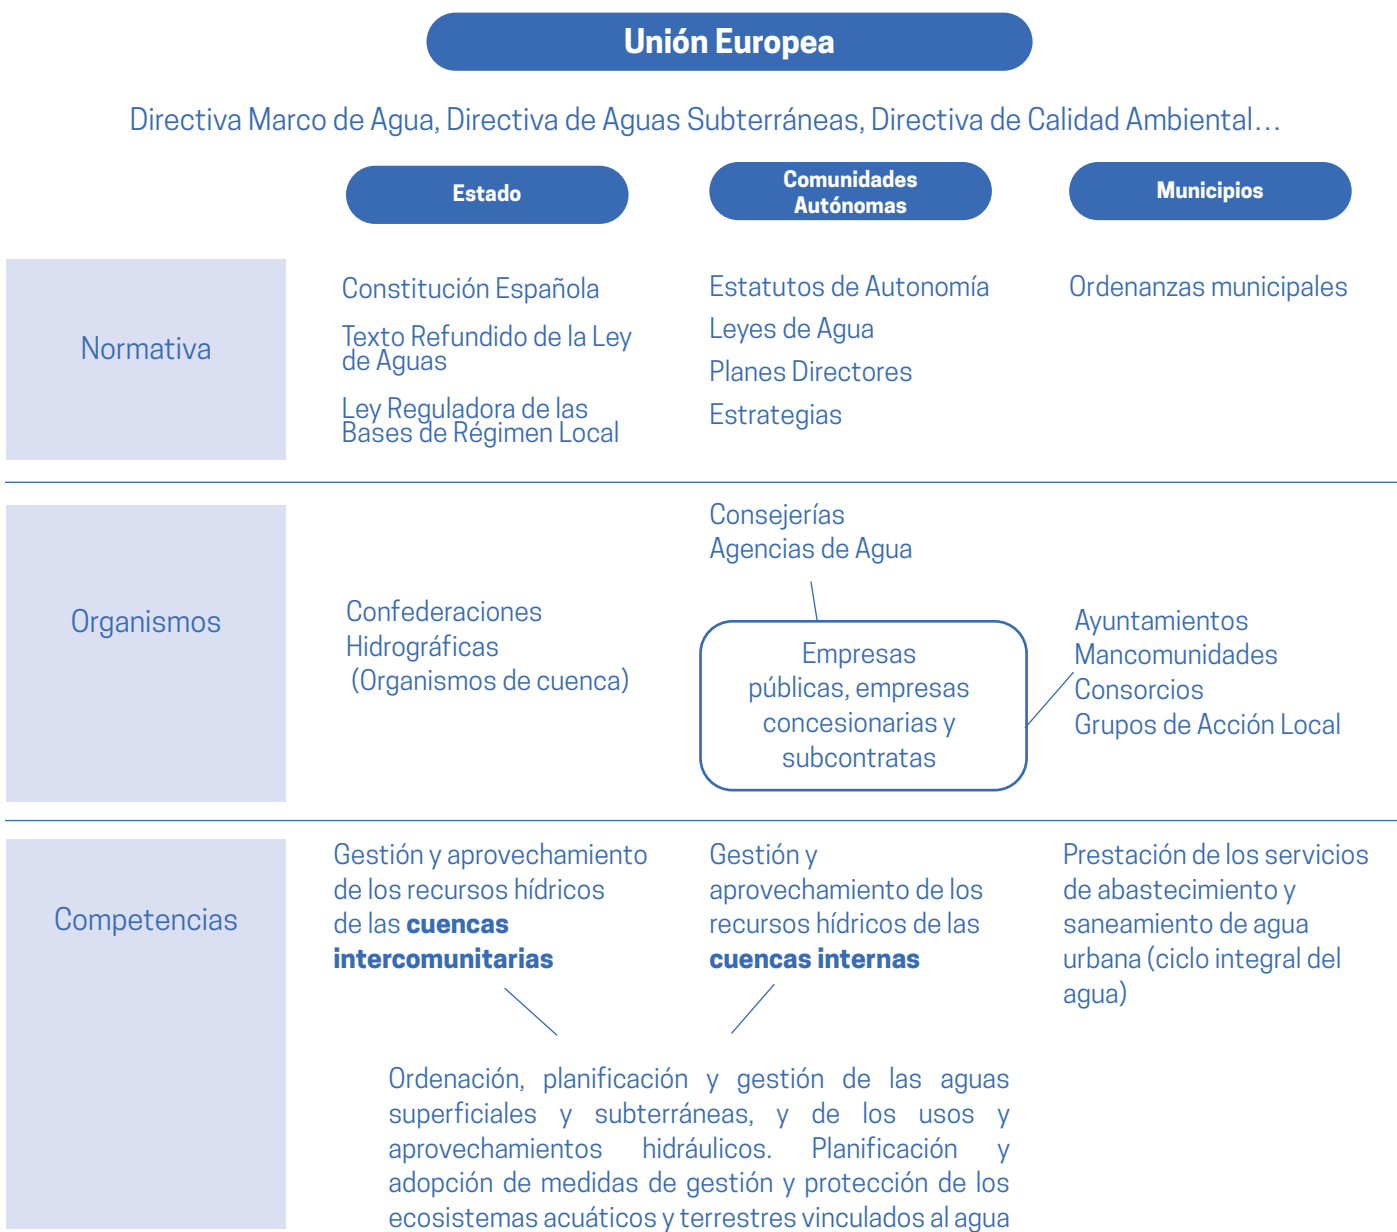 Unión Europea
Directiva Marco de Agua, Directiva de Aguas Subterráneas, Directiva de Calidad Ambiental...
Estado
Comunidades
Autónomas
Municipios
Normativa
Constitución Española
Texto Refundido de la Ley
de Aguas
Ley Reguladora de las
Bases de Régimen Local
Estatutos de Autonomía
Leyes de Agua
Planes Directores
Estrategias
Ordenanzas municipales
Organismos
Confederaciones
Hidrográficas
(Organismos de cuenca)
Consejerías
Agencias de Agua
Empresas
públicas, empresas
concesionarias y
subcontratas
Ayuntamientos
Mancomunidades
Consorcios
Grupos de Acción Local
Competencias
Gestión y aprovechamiento
de los recursos hídricos
de las cuencas
intercomunitarias
Gestión y
aprovechamiento de los
recursos hídricos de las
cuencas internas
Prestación de los servicios
de abastecimiento y
saneamiento de agua
urbana (ciclo integral del
agua)
Ordenación, planificación y gestión de las aguas
superficiales y subterráneas, y de los usos y
aprovechamientos hidráulicos. Planificación y
adopción de medidas de gestión y protección de los
ecosistemas acuáticos y terrestres vinculados al agua